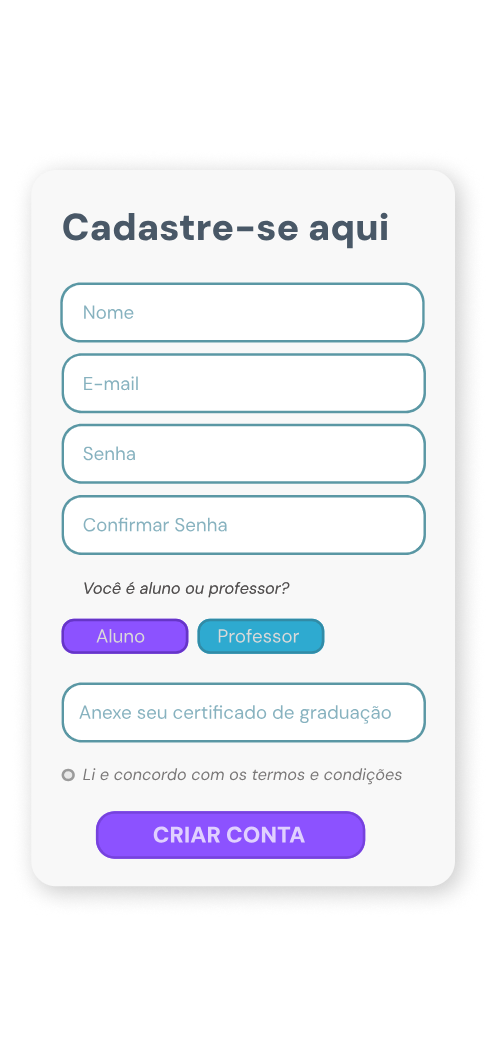 Cadastre-se aqui
Nome
E-mail
Senha
Confirmar Senha
Você é aluno ou professor?
Aluno Professor
Anexe seu certificado de graduação
Li e concordo com os termos e condições
CRIAR CONTA